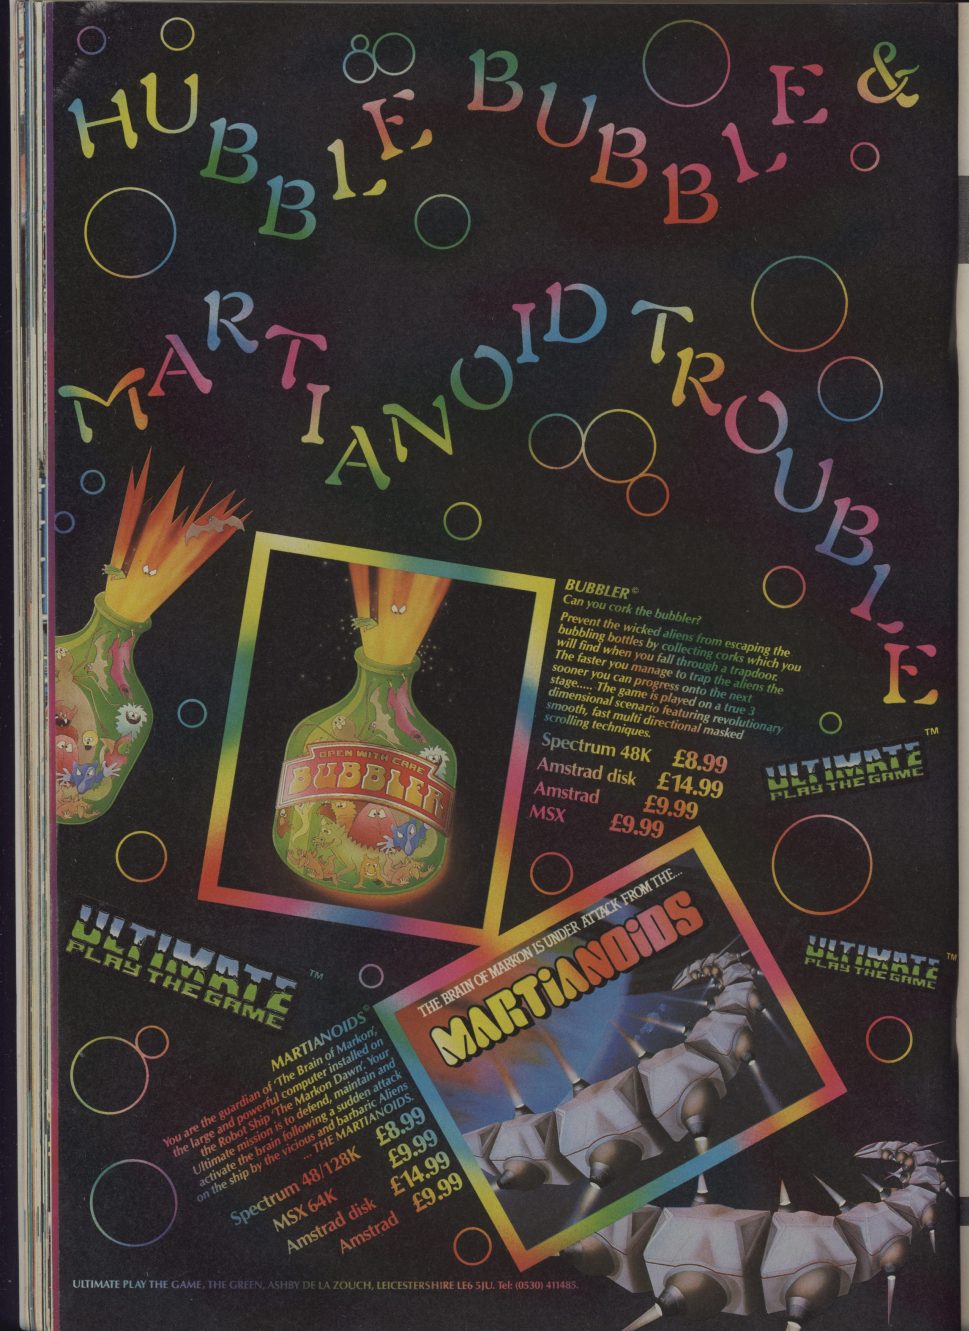 HUBBLE BUBBLE &
MARTIANOID TROUBLE
BUBBLER©
Can you cork the bubbler?
Prevent the wicked aliens from escaping the
bubbling bottles by collecting corks which you
will find when you fall through a trapdoor.
The faster you manage to trap the aliens the
sooner you can progress onto the next
stage..... The game is played on a true 3
dimensional scenario featuring revolutionary
smooth, fast multi directional masked
scrolling techniques.
Spectrum 48K £8.99
Amstrad disk £14.99
Amstrad £9.99
MSX £9.99
OPEN WITH CARE
BUBBLER
ULTIMATE TM
PLAY THE GAME
ULTIMATE TM
PLAY THE GAME
ULTIMATE TM
PLAY THE GAME
THE BRAIN OF MARKON IS UNDER ATTACK FROM THE...
MARTIANOIDS
MARTIANOIDS©
You are the guardian of 'The Brain of Markon',
the large and powerful computer installed on
the Robot Ship 'The Markon Dawn'. Your
Ultimate mission is to defend, maintain and
activate the brain following a sudden attack
on the ship by the vicious and barbaric Aliens
... THE MARTIANOIDS.
Spectrum 48/128K £8.99
MSX 64K £9.99
Amstrad disk £14.99
Amstrad £9.99
ULTIMATE PLAY THE GAME, THE GREEN, ASHBY DE LA ZOUCH, LEICESTERSHIRE LE6 5JU. Tel: (0530) 411485.